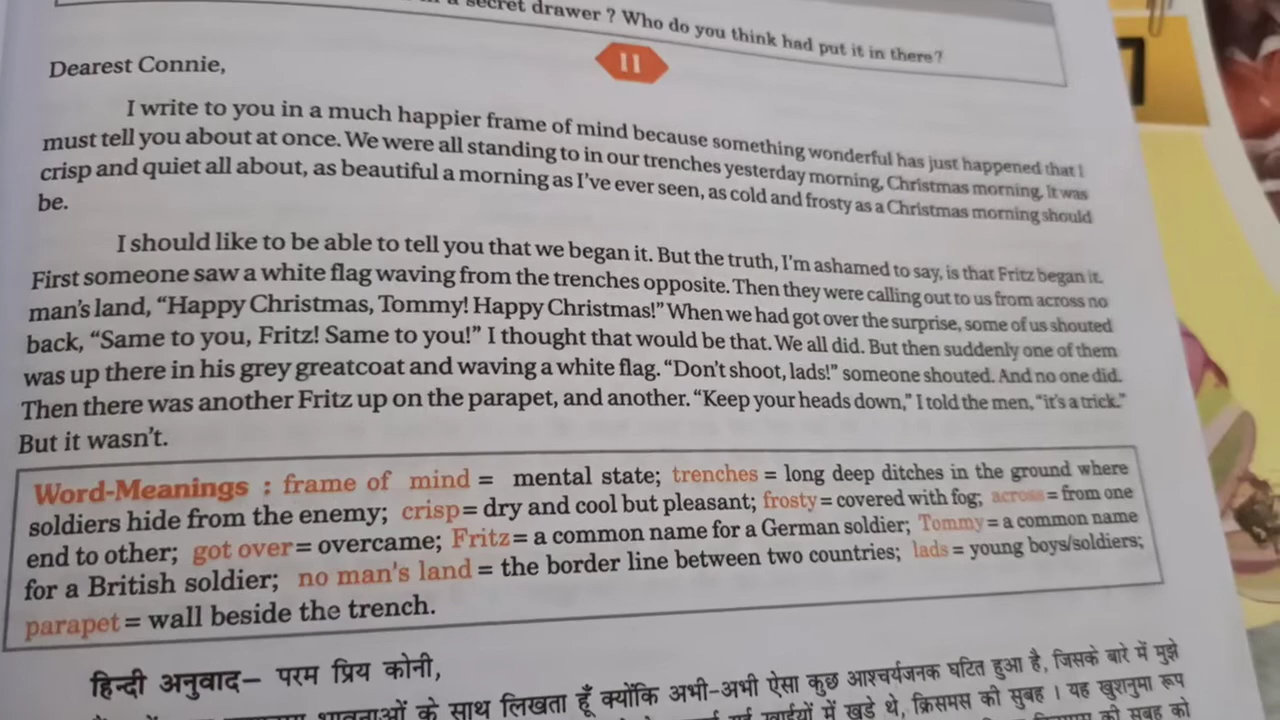 secret drawer ? Who do you think had put it in there?
11
Dearest Connie,
I write to you in a much happier frame of mind because something wonderful has just happened that I
must tell you about at once. We were all standing to in our trenches yesterday morning, Christmas morning. It was
crisp and quiet all about, as beautiful a morning as I've ever seen, as cold and frosty as a Christmas morning should
be.
I should like to be able to tell you that we began it. But the truth, I'm ashamed to say, is that Fritz began it.
First someone saw a white flag waving from the trenches opposite. Then they were calling out to us from across no
man's land, “Happy Christmas, Tommy! Happy Christmas!” When we had got over the surprise, some of us shouted
back, “Same to you, Fritz! Same to you!” I thought that would be that. We all did. But then suddenly one of them
was up there in his grey greatcoat and waving a white flag. “Don't shoot, lads!” someone shouted. And no one did.
Then there was another Fritz up on the parapet, and another. “Keep your heads down,” I told the men, “it's a trick.”
But it wasn't.
Word-Meanings : frame of mind = mental state; trenches = long deep ditches in the ground where
soldiers hide from the enemy; crisp = dry and cool but pleasant; frosty = covered with fog; across = from one
end to other; got over = overcame; Fritz = a common name for a German soldier; Tommy = a common name
for a British soldier; no man's land = the border line between two countries; lads = young boys/soldiers;
parapet = wall beside the trench.
हिन्दी अनुवाद– परम प्रिय कोनी,
भावनाओं के साथ लिखता हूँ क्योंकि अभी-अभी ऐसा कुछ आश्चर्यजनक घटित हुआ है, जिसके बारे में मुझे
खाईयों में खड़े थे, क्रिसमस की सुबह । यह खुशनुमा रूप
की सुबह को